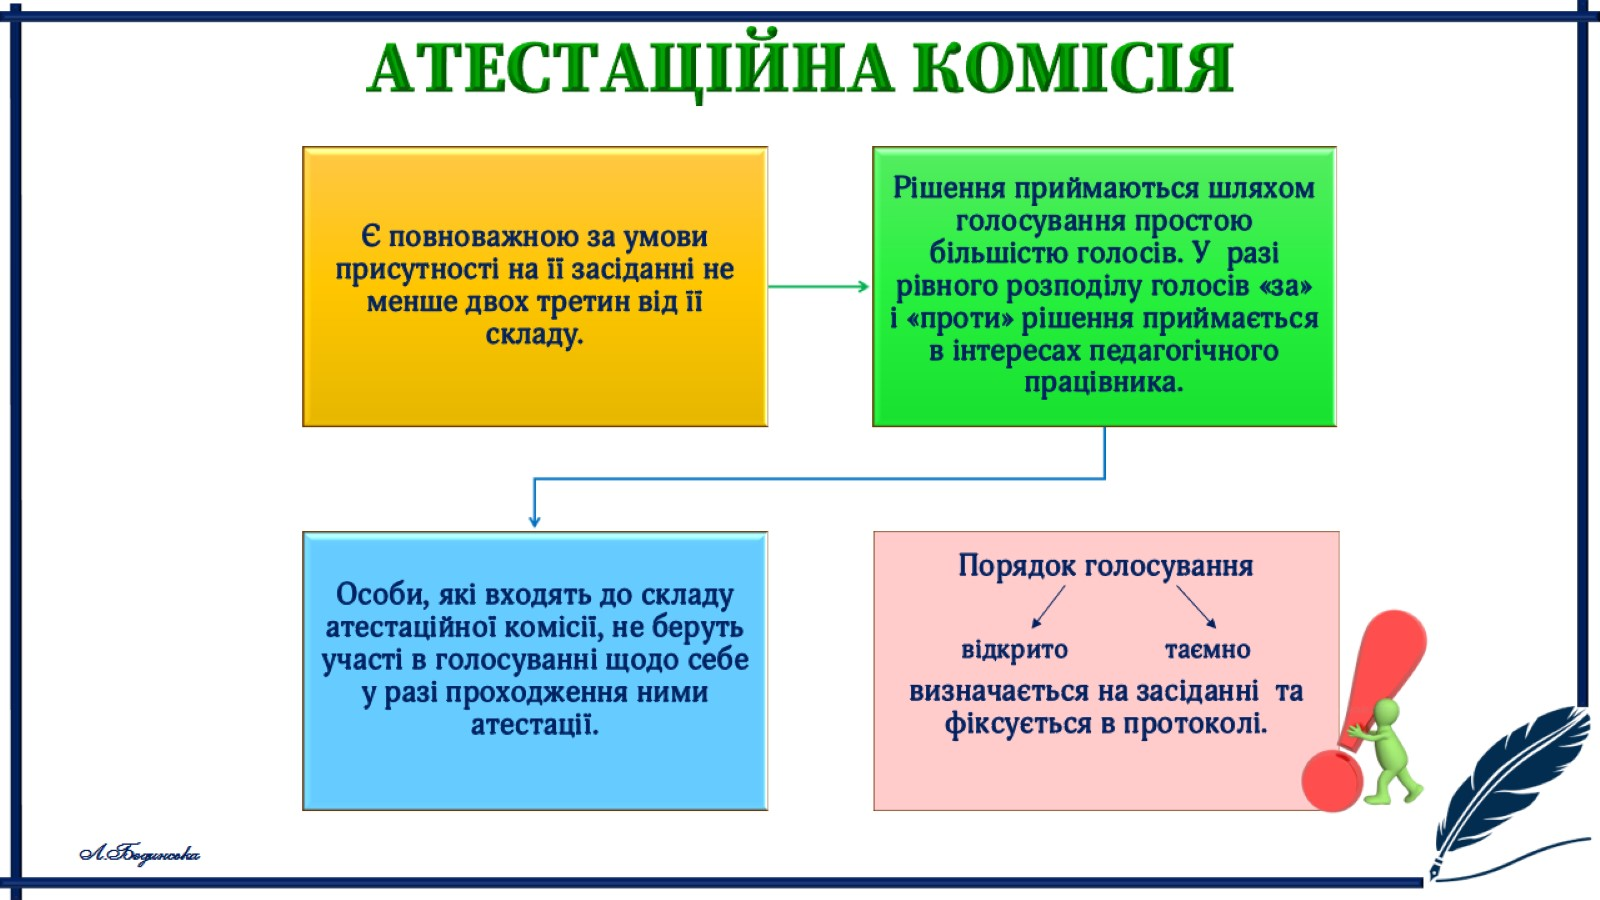 АТЕСТАЦІЙНА КОМІСІЯ
Є повноважною за умови
присутності на її засіданні не
менше двох третин від її
складу.
Рішення приймаються шляхом
голосування простою
більшістю голосів. У  разі
рівного розподілу голосів «за»
і «проти» рішення приймається
в інтересах педагогічного
працівника.
Особи, які входять до складу
атестаційної комісії, не беруть
участі в голосуванні щодо себе
у разі проходження ними
атестації.
Порядок голосування
відкрито таємно
визначається на засіданні  та
фіксується в протоколі.
Л.Бединська